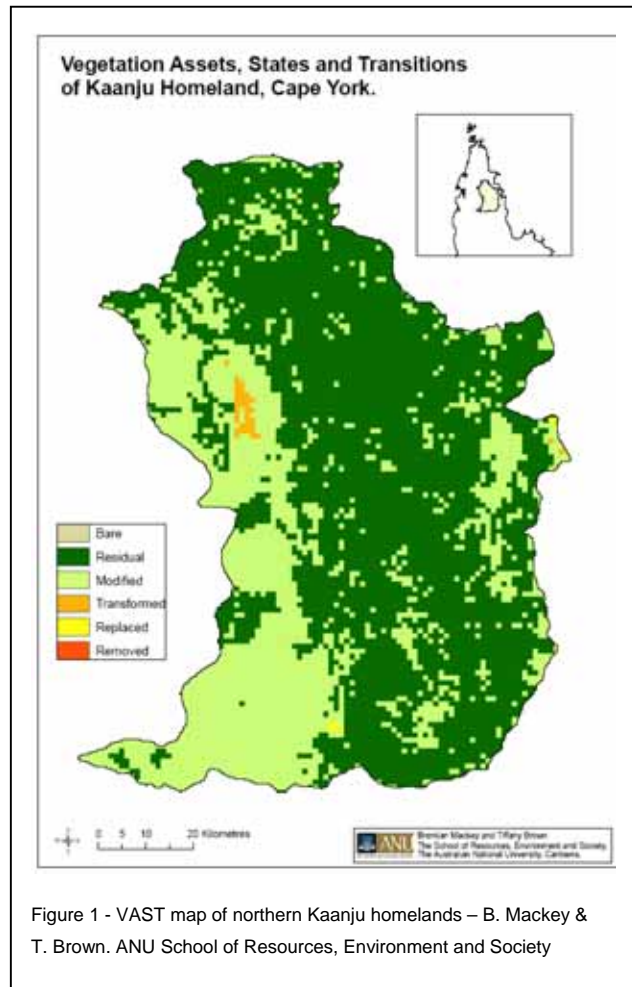 Vegetation Assets, States and Transitions
of Kaanju Homeland, Cape York.
Bare
Residual
Modified
Transformed
Replaced
Removed
0 5 10 20 Kilometres
ANU
Brendan Mackey and Tiffany Brown
The School of Resources, Environment and Society,
The Australian National University, Canberra.
Figure 1 - VAST map of northern Kaanju homelands – B. Mackey &
T. Brown. ANU School of Resources, Environment and Society